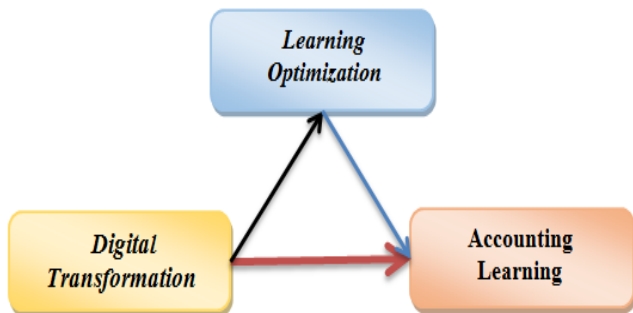 Learning
Optimization
Digital
Transformation
Accounting
Learning